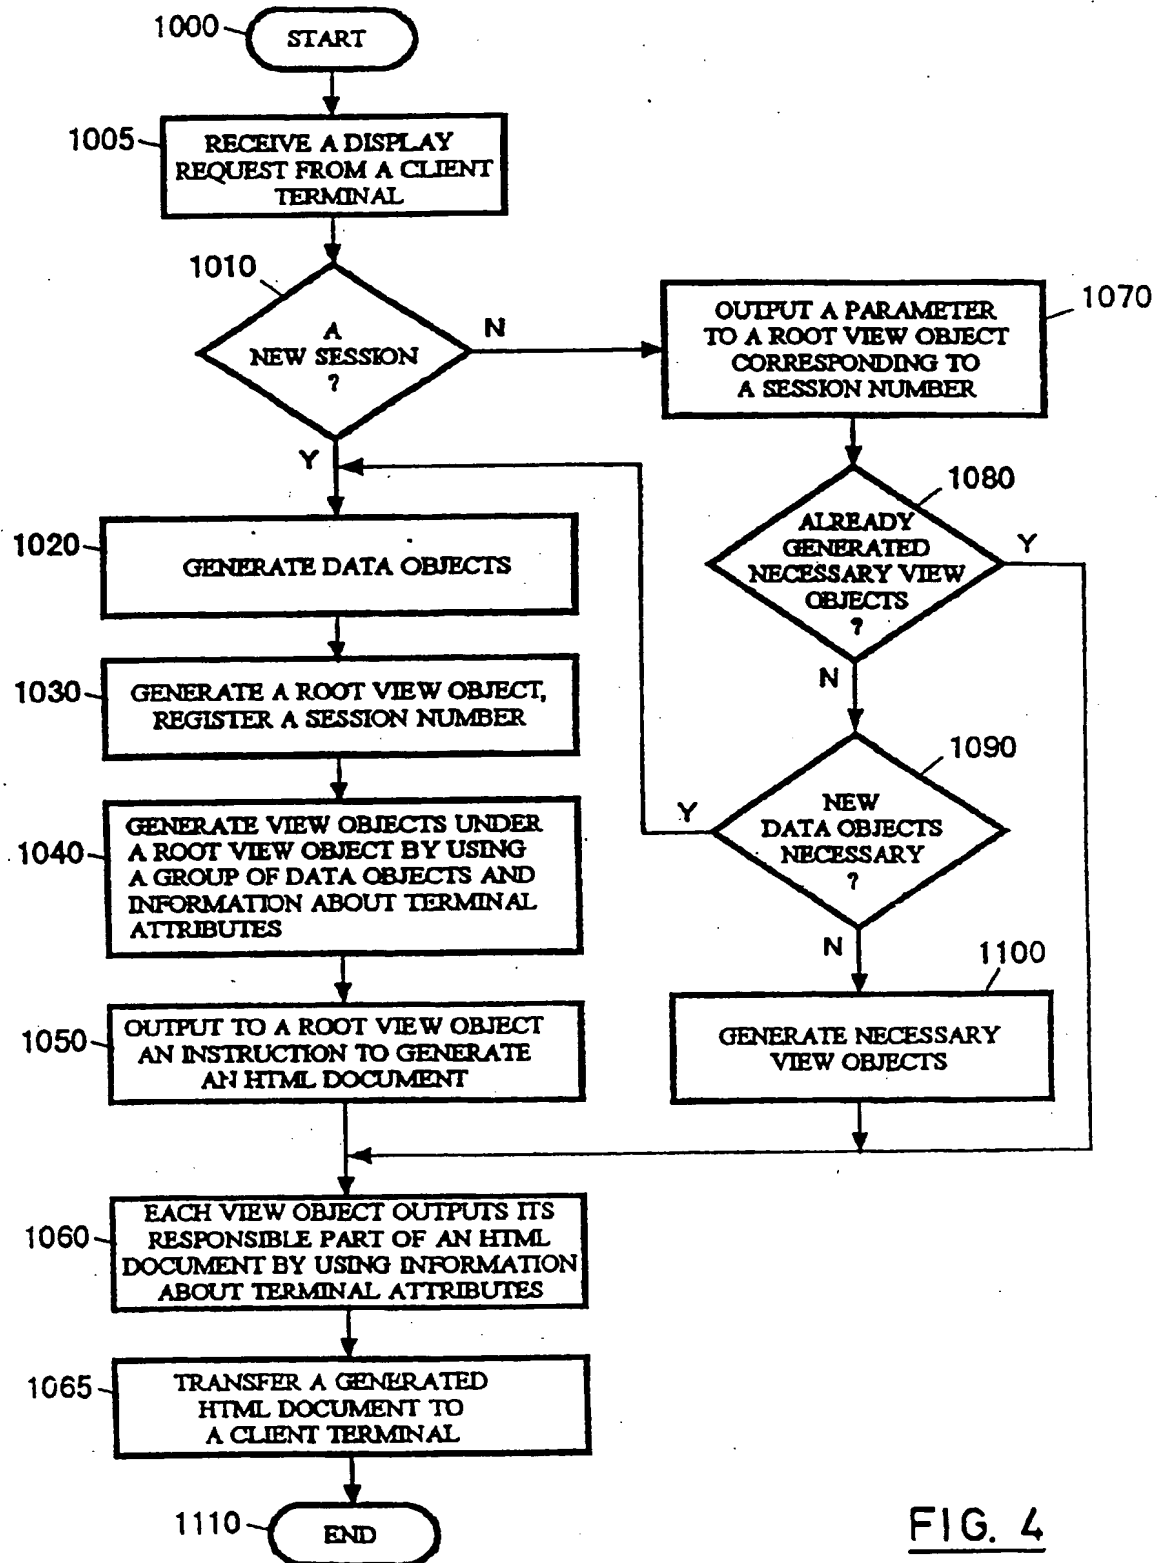 1000
START
1005
RECEIVE A DISPLAY
REQUEST FROM A CLIENT
TERMINAL
1010
A
NEW SESSION
?
N
Y
1070
OUTPUT A PARAMETER
TO A ROOT VIEW OBJECT
CORRESPONDING TO
A SESSION NUMBER
1080
ALREADY
GENERATED
NECESSARY VIEW
OBJECTS
?
Y
N
1020
GENERATE DATA OBJECTS
1030
GENERATE A ROOT VIEW OBJECT,
REGISTER A SESSION NUMBER
1090
NEW
DATA OBJECTS
NECESSARY
?
Y
N
1040
GENERATE VIEW OBJECTS UNDER
A ROOT VIEW OBJECT BY USING
A GROUP OF DATA OBJECTS AND
INFORMATION ABOUT TERMINAL
ATTRIBUTES
1100
GENERATE NECESSARY
VIEW OBJECTS
1050
OUTPUT TO A ROOT VIEW OBJECT
AN INSTRUCTION TO GENERATE
AN HTML DOCUMENT
1060
EACH VIEW OBJECT OUTPUTS ITS
RESPONSIBLE PART OF AN HTML
DOCUMENT BY USING INFORMATION
ABOUT TERMINAL ATTRIBUTES
1065
TRANSFER A GENERATED
HTML DOCUMENT TO
A CLIENT TERMINAL
1110
END
FIG. 4